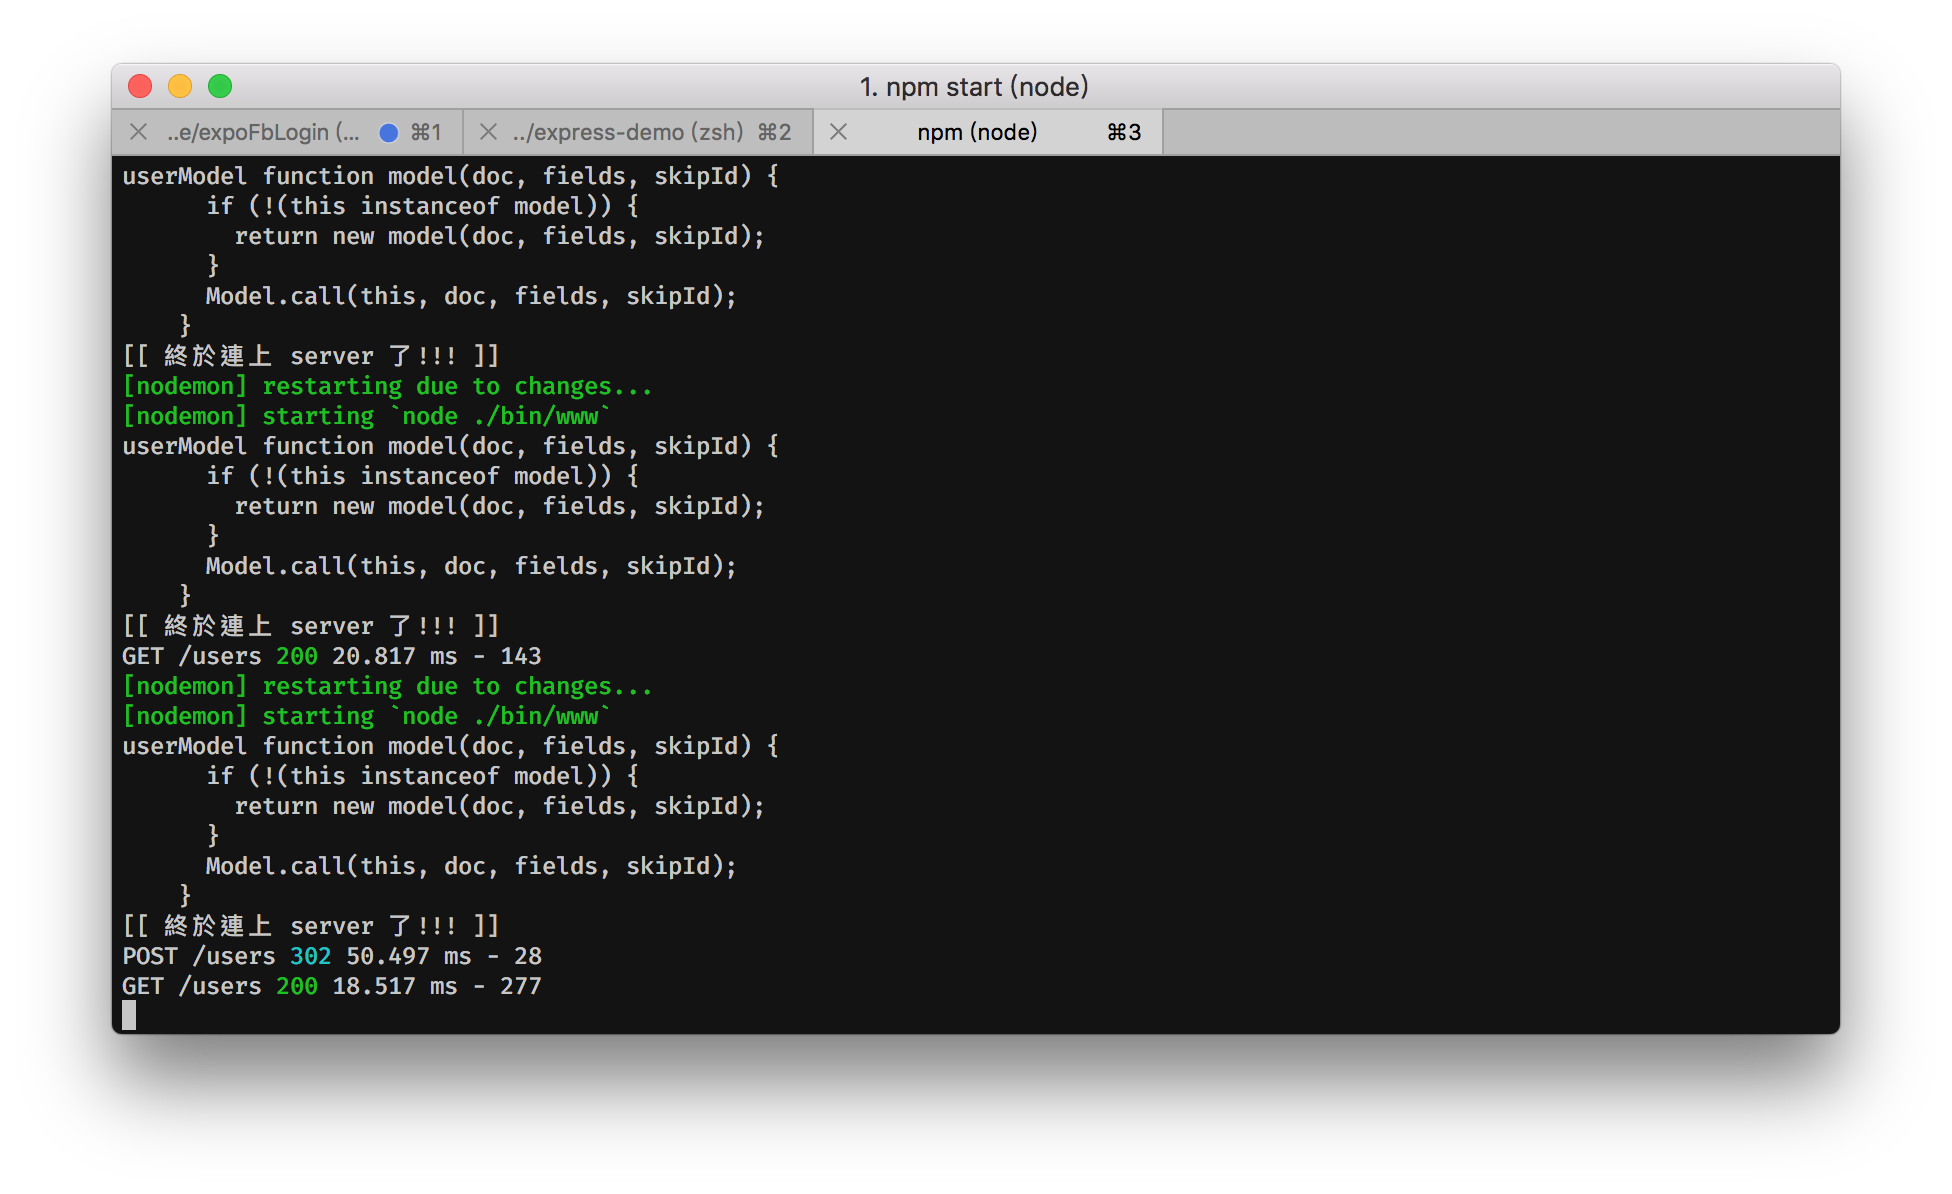 1. npm start (node)
..e/expoFbLogin (... ⌘1 ../express-demo (zsh) ⌘2 npm (node) ⌘3
userModel function model(doc, fields, skipId) {
      if (!(this instanceof model)) {
        return new model(doc, fields, skipId);
      }
      Model.call(this, doc, fields, skipId);
    }
[[ 終於連上 server 了!!! ]]
[nodemon] restarting due to changes...
[nodemon] starting `node ./bin/www`
userModel function model(doc, fields, skipId) {
      if (!(this instanceof model)) {
        return new model(doc, fields, skipId);
      }
      Model.call(this, doc, fields, skipId);
    }
[[ 終於連上 server 了!!! ]]
GET /users 200 20.817 ms - 143
[nodemon] restarting due to changes...
[nodemon] starting `node ./bin/www`
userModel function model(doc, fields, skipId) {
      if (!(this instanceof model)) {
        return new model(doc, fields, skipId);
      }
      Model.call(this, doc, fields, skipId);
    }
[[ 終於連上 server 了!!! ]]
POST /users 302 50.497 ms - 28
GET /users 200 18.517 ms - 277